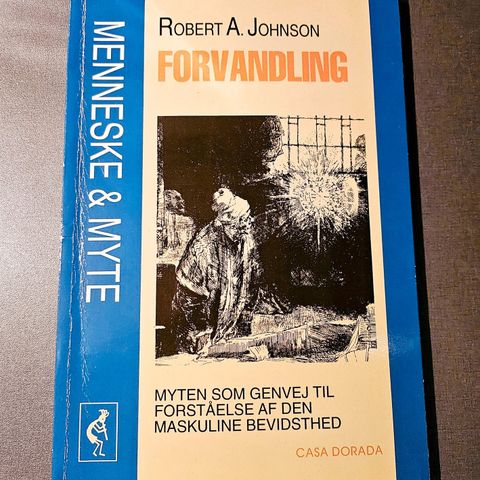 MENNESKE & MYTE
ROBERT A. JOHNSON
FORVANDLING
MYTEN SOM GENVEJ TIL
FORSTÅELSE AF DEN
MASKULINE BEVIDSTHED
CASA DORADA